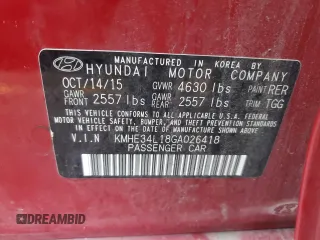 MANUFACTURED IN KOREA BY
HYUNDAI MOTOR COMPANY
OCT/14/15 GVWR 4630 lbs PAINT RER
GAWR FRONT 2557 lbs GAWR REAR 2557 lbs TRIM TGG
THIS VEHICLE CONFORMS TO ALL APPLICABLE
U.S. FEDERAL MOTOR VEHICLE
SAFETY, BUMPER, AND THEFT PREVENTION
STANDARDS IN EFFECT ON THE DATE OF
MANUFACTURE SHOWN ABOVE.
V.I.N KMHE34L18GA026418
PASSENGER CAR
DREAMBID